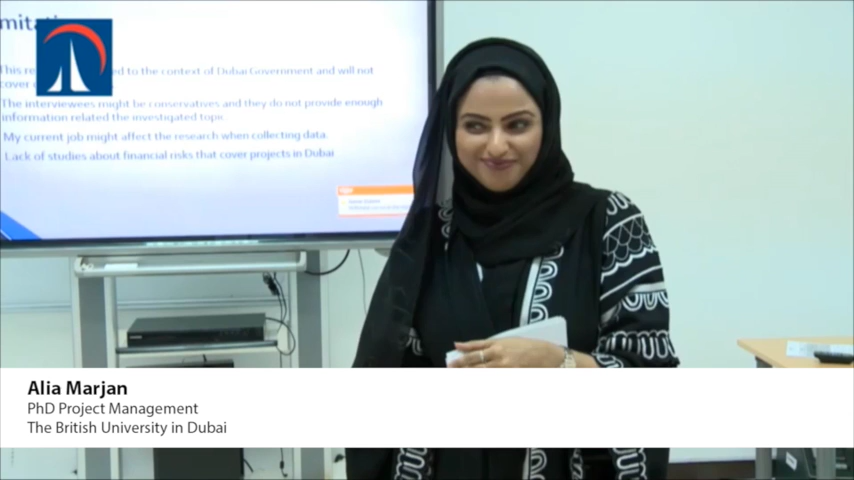 mitati
This re ed to the context of Dubai Government and will not
cover
The interviewees might be conservatives and they do not provide enough
information related the investigated topic
My current job might affect the research when collecting data.
Lack of studies about financial risks that cover projects in Dubai
Alia Marjan
PhD Project Management
The British University in Dubai